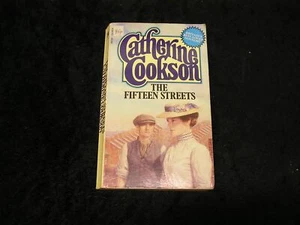 Catherine
Cookson
THE
FIFTEEN STREETS